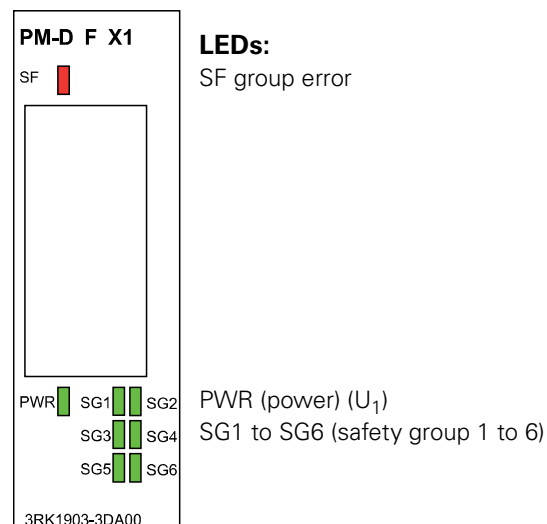 PM-D F X1
LEDs:
SF
SF group error
PWR SG1 SG2
PWR (power) (U₁)
SG3 SG4
SG1 to SG6 (safety group 1 to 6)
SG5 SG6
3RK1903-3DA00